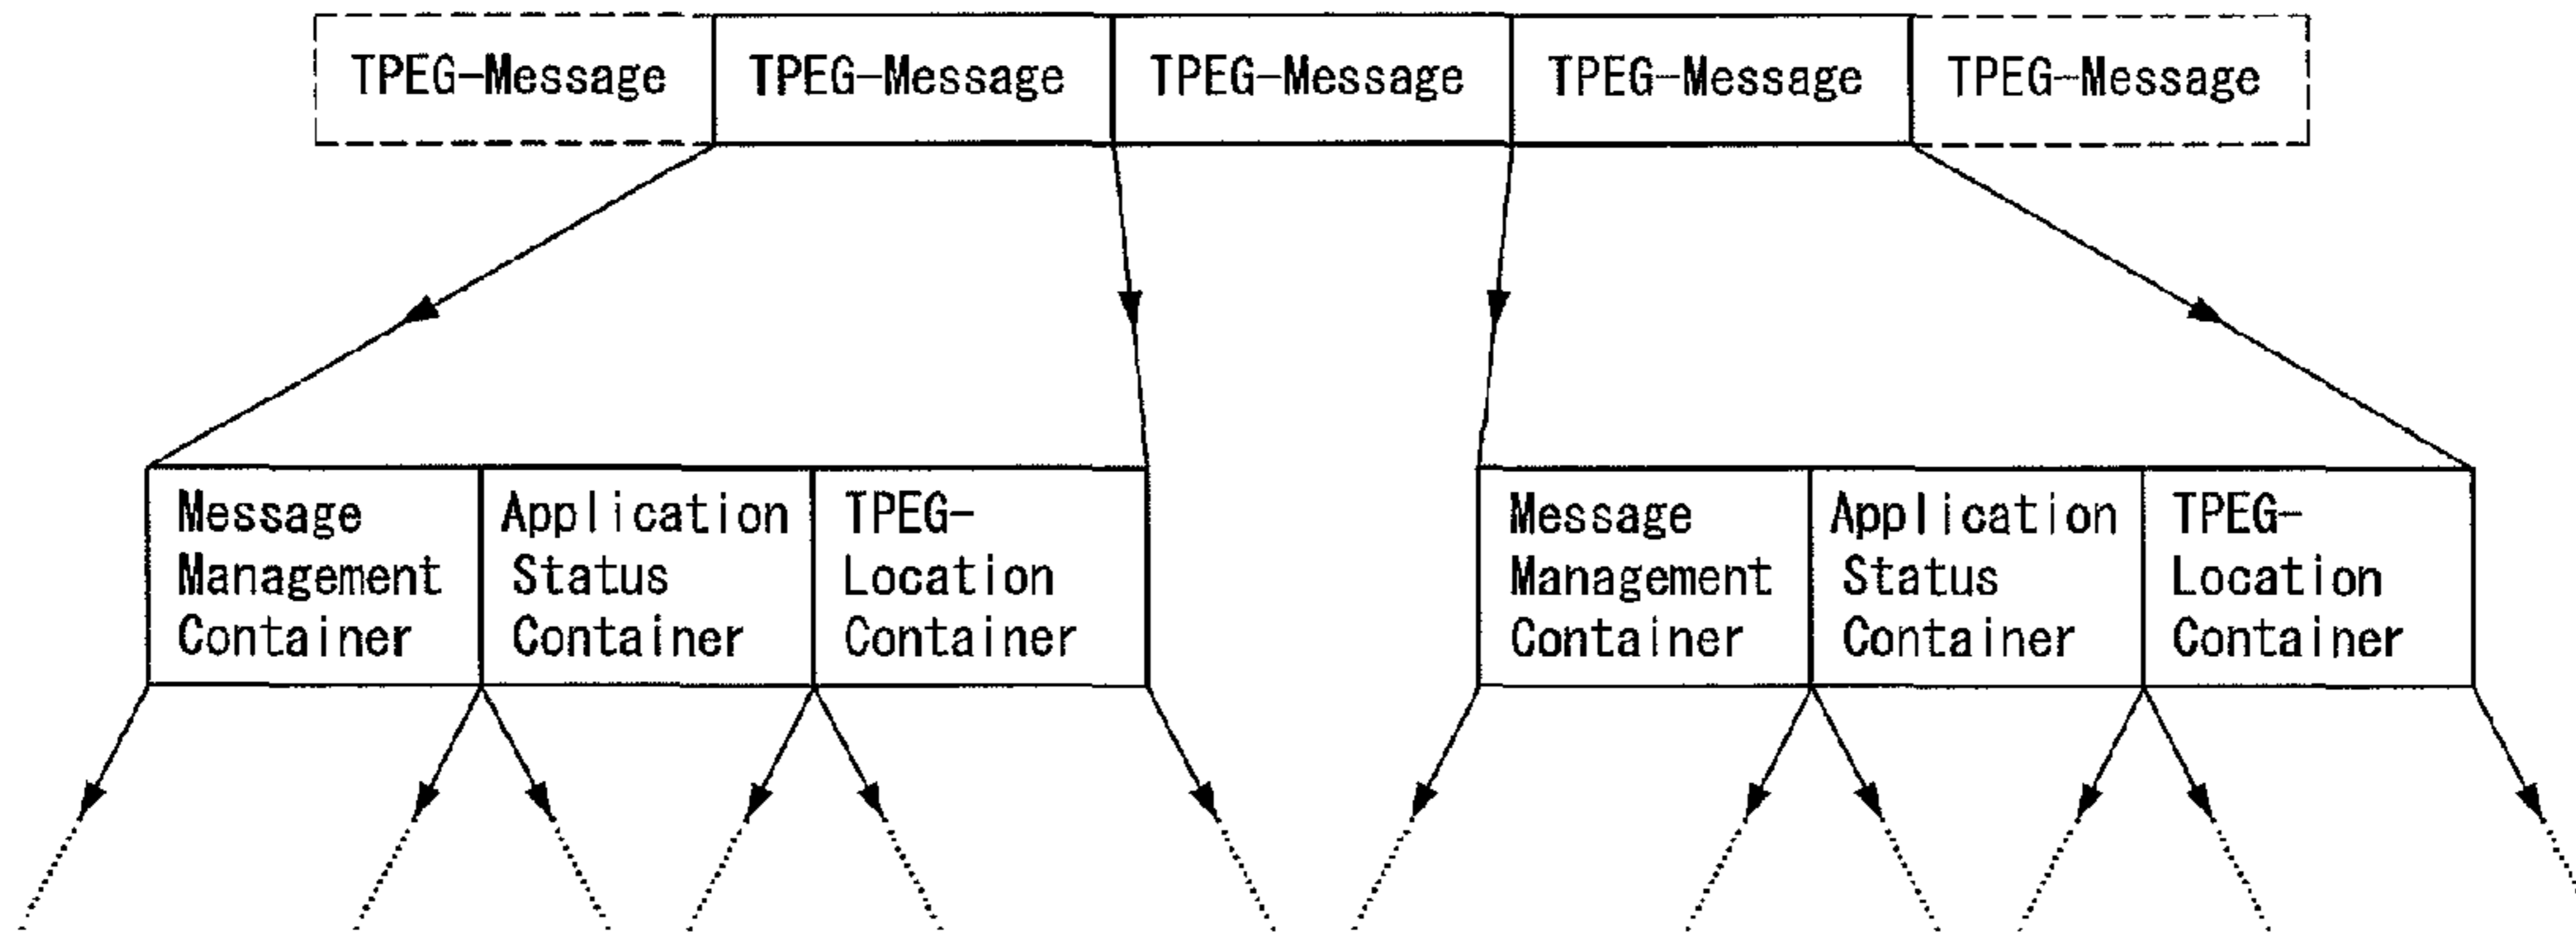 TPEG-Message TPEG-Message TPEG-Message TPEG-Message TPEG-Message
Message
Management
Container
Application
Status
Container
TPEG-
Location
Container
Message
Management
Container
Application
Status
Container
TPEG-
Location
Container